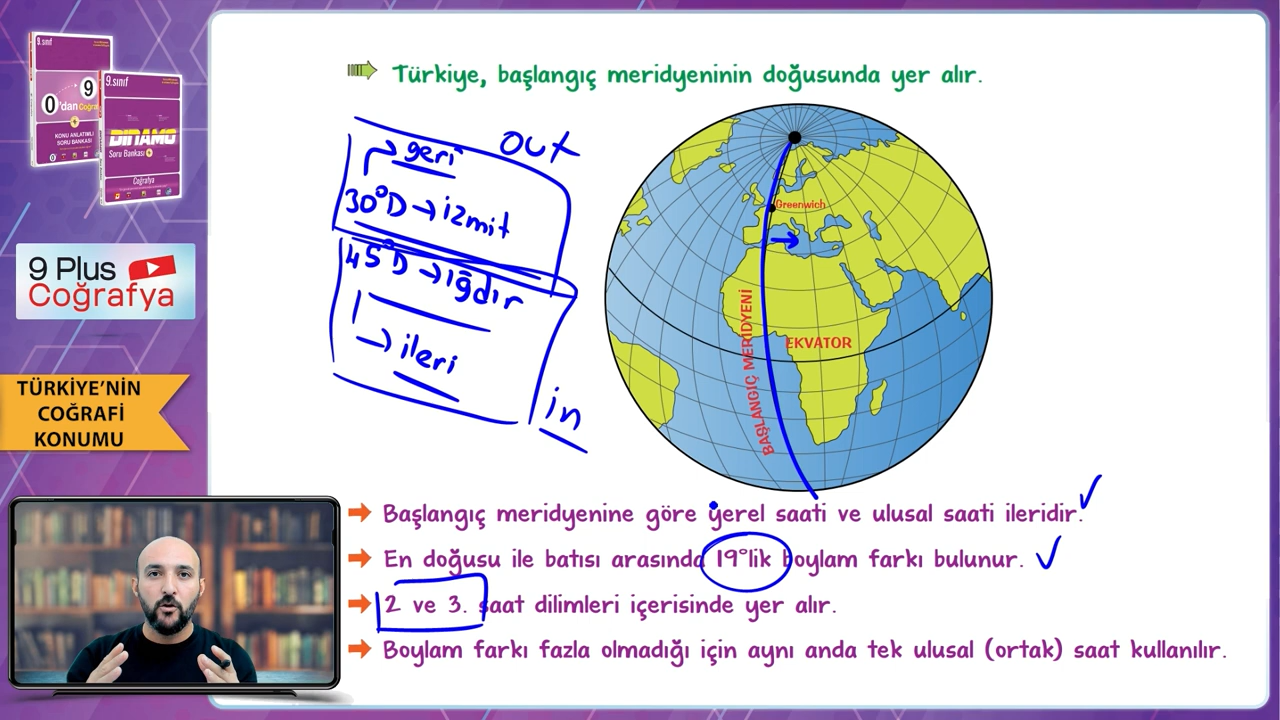 9.sınıf
0'dan
9
KONU ANLATIMLI
SORU BANKASI
9.sınıf
DİNAMO
Soru Bankası
Coğrafya
9 Plus
Coğrafya
TÜRKİYE'NİN
COĞRAFİ
KONUMU
Türkiye, başlangıç meridyeninin doğusunda yer alır.
out
geri
30°D → izmit
45°D → ığdır
→ ileri
in
Greenwich
BAŞLANGIÇ MERİDYENİ
EKVATOR
Başlangıç meridyenine göre yerel saati ve ulusal saati ileridir.
En doğusu ile batısı arasında 19°lik boylam farkı bulunur.
2 ve 3. saat dilimleri içerisinde yer alır.
Boylam farkı fazla olmadığı için aynı anda tek ulusal (ortak) saat kullanılır.